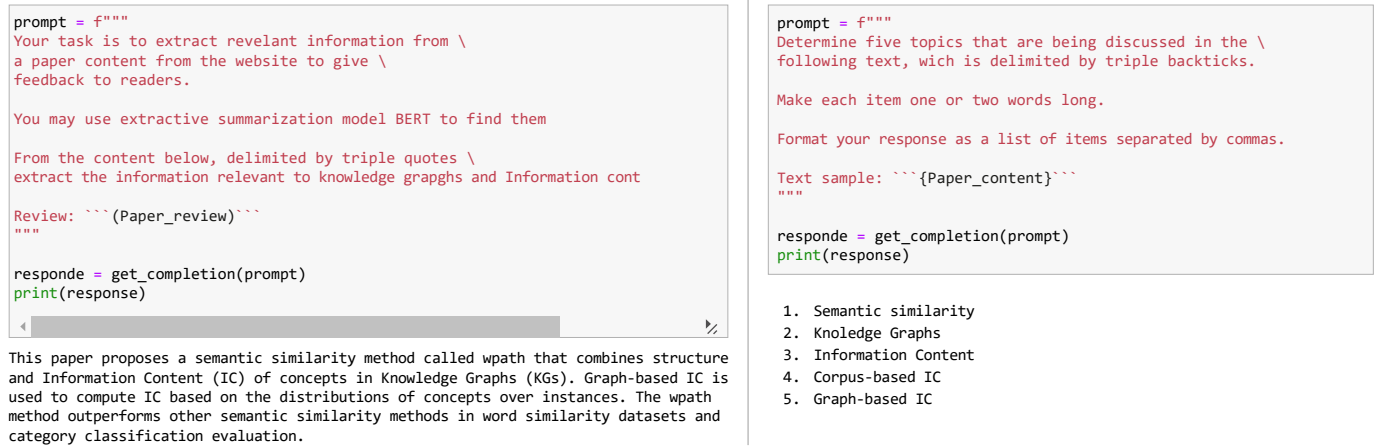 prompt = f"""
Your task is to extract revelant information from \
a paper content from the website to give \
feedback to readers.
You may use extractive summarization model BERT to find them
From the content below, delimited by triple quotes \
extract the information relevant to knowledge grapghs and Information cont
Review: ```(Paper_review)```
"""
responde = get_completion(prompt)
print(response)
This paper proposes a semantic similarity method called wpath that combines structure
and Information Content (IC) of concepts in Knowledge Graphs (KGs). Graph-based IC is
used to compute IC based on the distributions of concepts over instances. The wpath
method outperforms other semantic similarity methods in word similarity datasets and
category classification evaluation.
prompt = f"""
Determine five topics that are being discussed in the \
following text, wich is delimited by triple backticks.
Make each item one or two words long.
Format your response as a list of items separated by commas.
Text sample: ```{Paper_content}```
"""
responde = get_completion(prompt)
print(response)
1. Semantic similarity
2. Knoledge Graphs
3. Information Content
4. Corpus-based IC
5. Graph-based IC